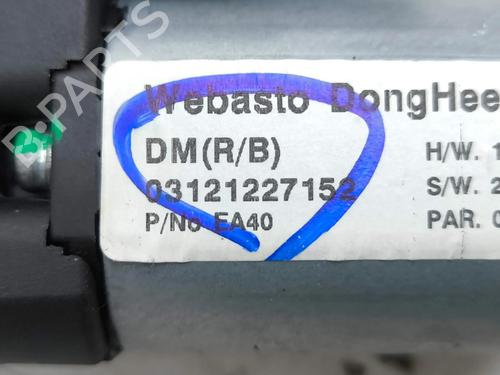 Webasto DongHee
DM(R/B) H/W. 1
03121227152 S/W. 2
P/No EA40 PAR. 0
B-PARTS